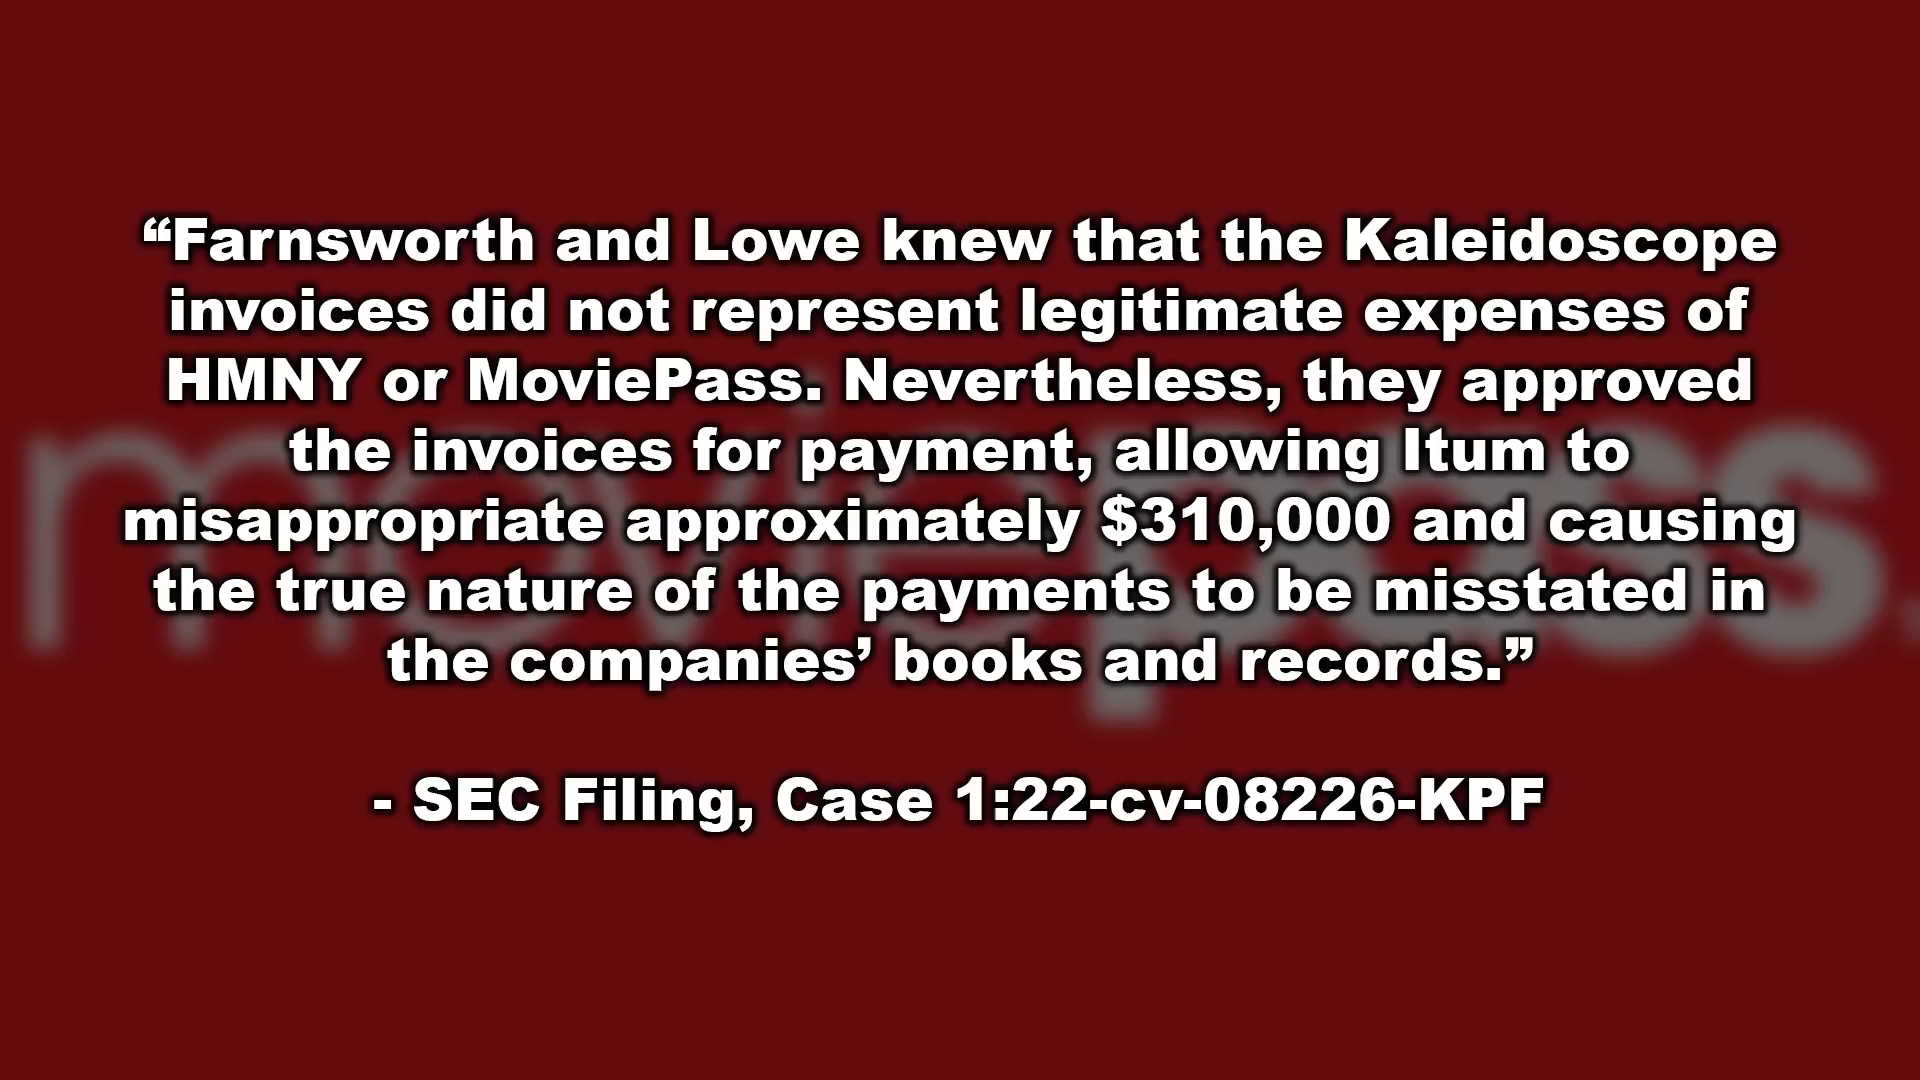 “Farnsworth and Lowe knew that the Kaleidoscope
invoices did not represent legitimate expenses of
HMNY or MoviePass. Nevertheless, they approved
the invoices for payment, allowing Itum to
misappropriate approximately $310,000 and causing
the true nature of the payments to be misstated in
the companies’ books and records.”
- SEC Filing, Case 1:22-cv-08226-KPF
moviepass.